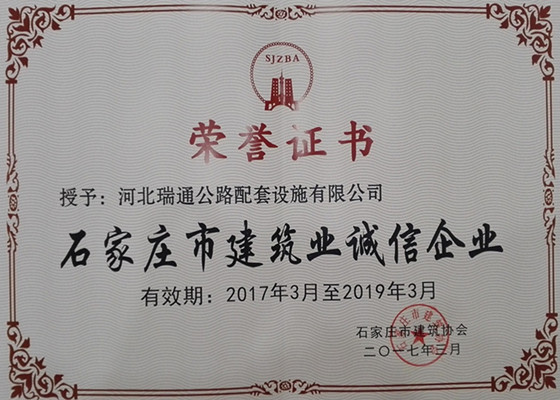 SJZBA
荣誉证书
授予：河北瑞通公路配套设施有限公司
石家庄市建筑业诚信企业
有效期：2017年3月至2019年3月
石家庄市建筑协会
二〇一七年三月